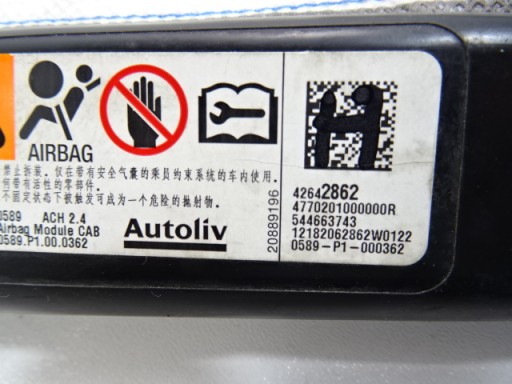 AIRBAG
禁止拆装。仅在带有安全气囊的乘员约束系统的车内使用.
何带有活性的零部件.
不固定状态下被触发可成为一个危险的抛射物.
0589 ACH 2.4
Airbag Module CAB
0589.P1.00.0362
Autoliv
20889196
H
42642862
4770201000000R
544663743
12182062862W0122
0589-P1-000362